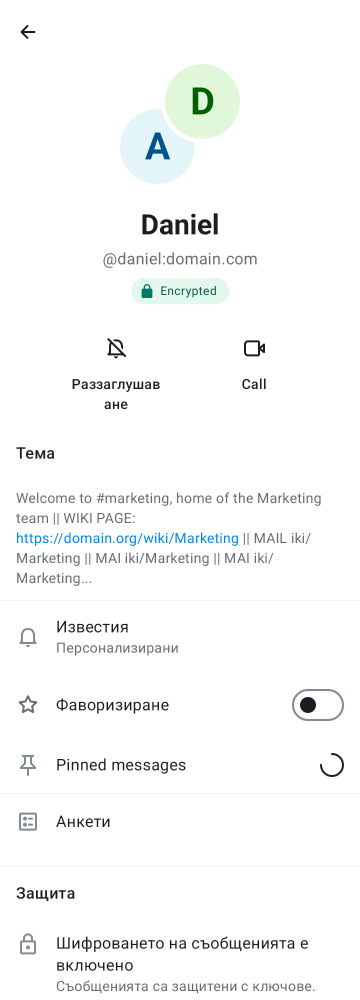 D
A
Daniel
@daniel:domain.com
Encrypted
Раззаглушав
ане
Call
Тема
Welcome to #marketing, home of the Marketing
team || WIKI PAGE:
https://domain.org/wiki/Marketing || MAIL iki/
Marketing || MAI iki/Marketing || MAI iki/
Marketing...
Известия
Персонализирани
Фаворизиране
Pinned messages
Анкети
Защита
Шифроването на съобщенията е
включено
Съобщенията са защитени с ключове.